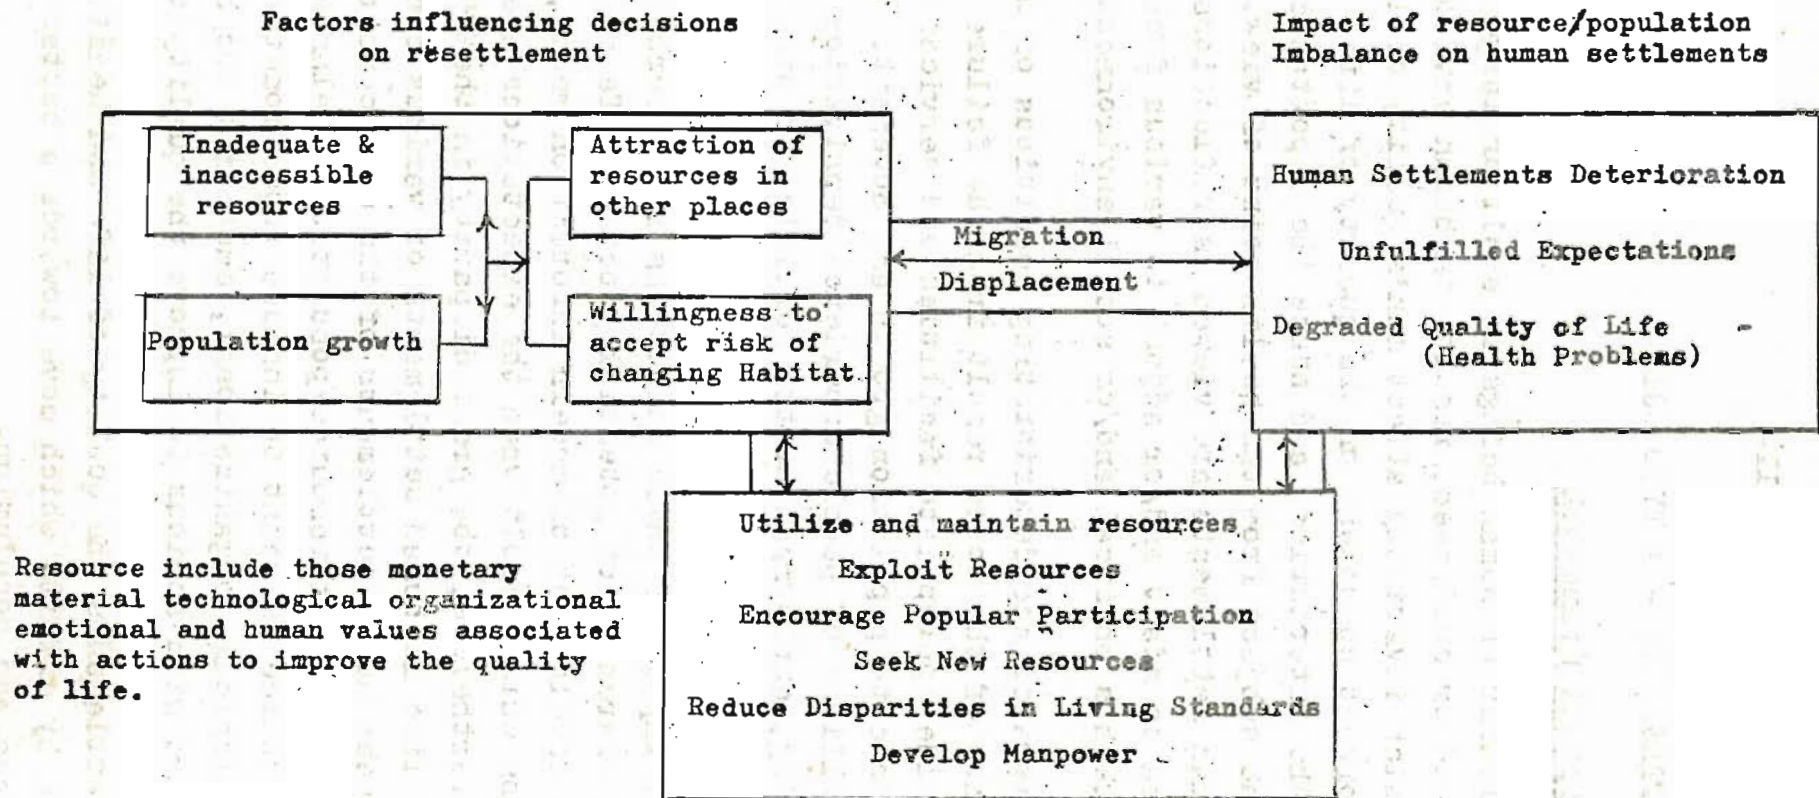 Factors influencing decisions
on resettlement
Impact of resource/population
Imbalance on human settlements
Inadequate &
inaccessible
resources
Attraction of
resources in
other places
Population growth
Willingness to
accept risk of
changing Habitat
Migration
Displacement
Human Settlements Deterioration
Unfulfilled Expectations
Degraded Quality of Life
(Health Problems)
Utilize and maintain resources
Exploit Resources
Encourage Popular Participation
Seek New Resources
Reduce Disparities in Living Standards
Develop Manpower
Resource include those monetary
material technological organizational
emotional and human values associated
with actions to improve the quality
of life.